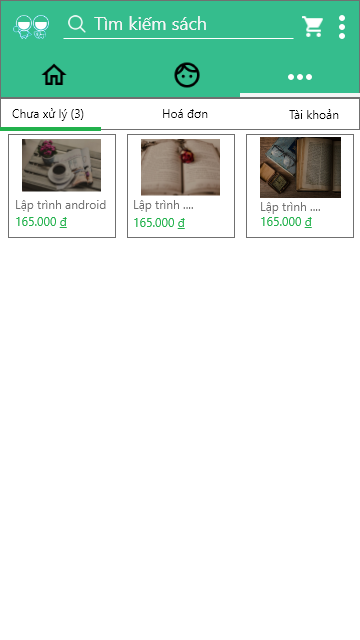 Tìm kiếm sách
Chưa xử lý (3)
Hoá đơn
Tài khoản
Lập trình android
165.000 ₫
Lập trình ....
165.000 ₫
Lập trình ....
165.000 ₫